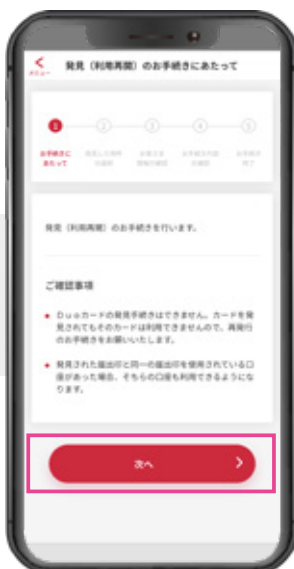 メニュー
発見（利用再開）のお手続きにあたって
1 2 3 4 5
お手続きに
あたって
発見（利用再開）のお手続きを行います。
ご確認事項
● Duoカードの発見手続きはできません。カードを発
見されてもそのカードは利用できませんので、再発行
のお手続きをお願いいたします。
● 発見された届出印と同一の届出印を使用されている口
座があった場合、そちらの口座も利用できるようにな
ります。
次へ